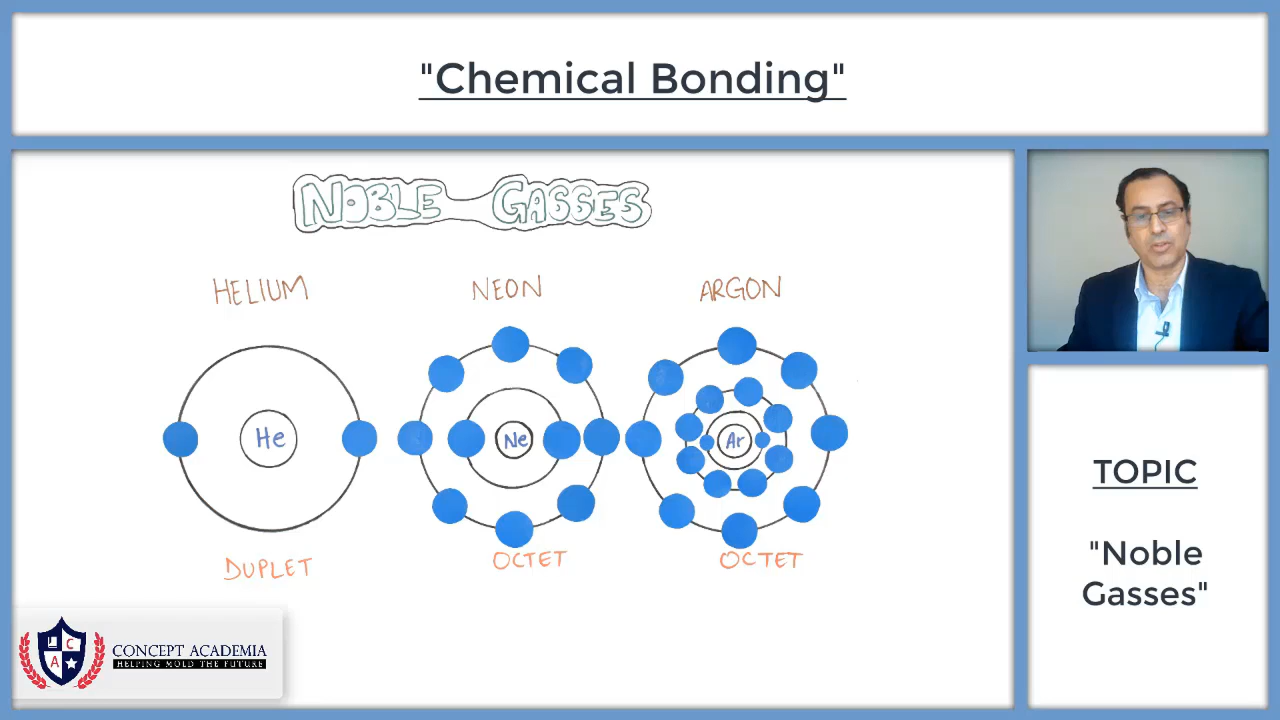 "Chemical Bonding"
NOBLE GASSES
HELIUM NEON ARGON
He Ne Ar
DUPLET OCTET OCTET
TOPIC
"Noble
Gasses"
C
A
CONCEPT ACADEMIA
HELPING MOLD THE FUTURE